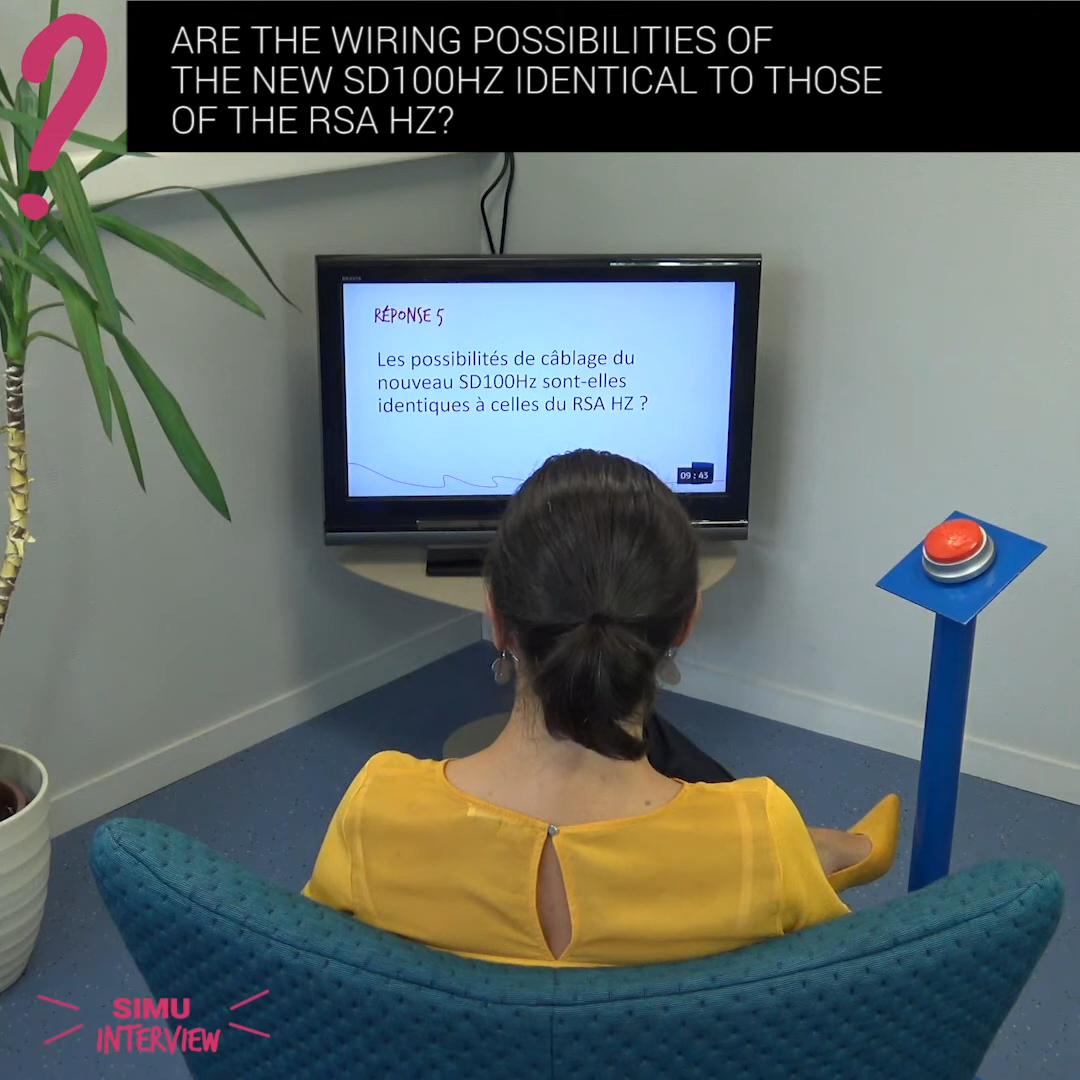 ?
ARE THE WIRING POSSIBILITIES OF
THE NEW SD100HZ IDENTICAL TO THOSE
OF THE RSA HZ?
BRAVIA
RÉPONSE 5
Les possibilités de câblage du
nouveau SD100Hz sont-elles
identiques à celles du RSA HZ ?
09 : 43
SIMU
INTERVIEW